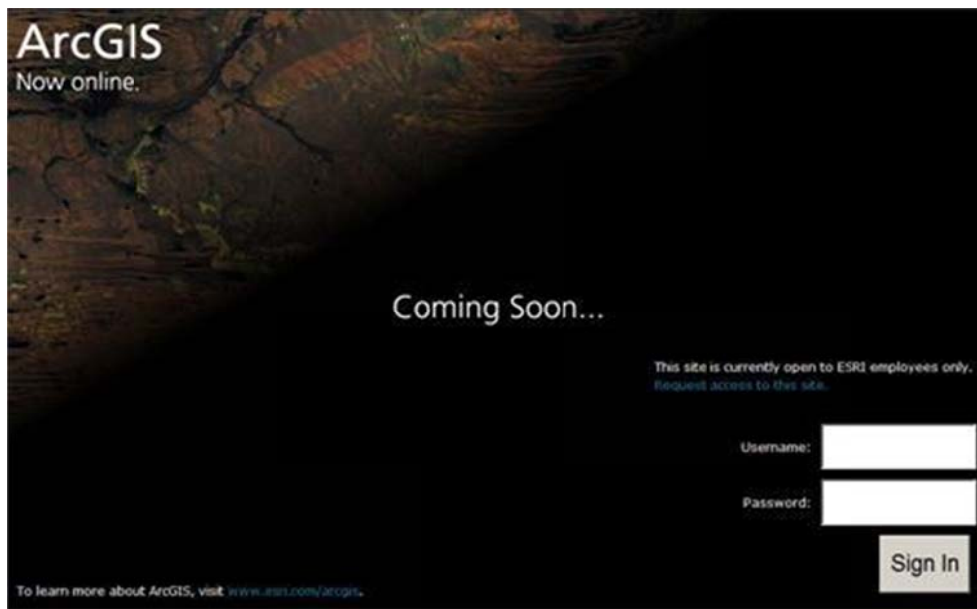 ArcGIS
Now online.
Coming Soon...
This site is currently open to ESRI employees only.
Request access to this site.
Username:
Password:
Sign In
To learn more about ArcGIS, visit www.esri.com/arcgis.